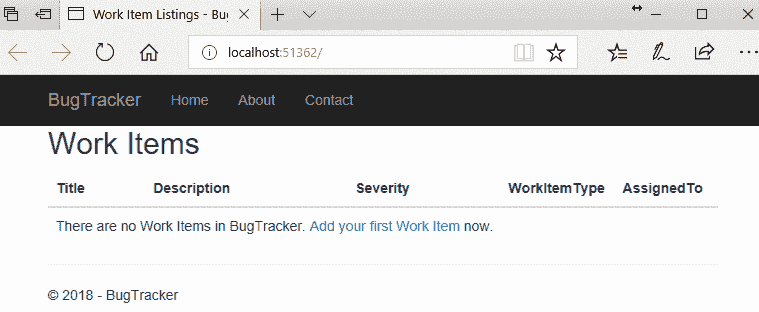 Work Item Listings - Bu
localhost:51362/
BugTracker Home About Contact
Work Items
Title Description Severity WorkItemType AssignedTo
There are no Work Items in BugTracker. Add your first Work Item now.
© 2018 - BugTracker